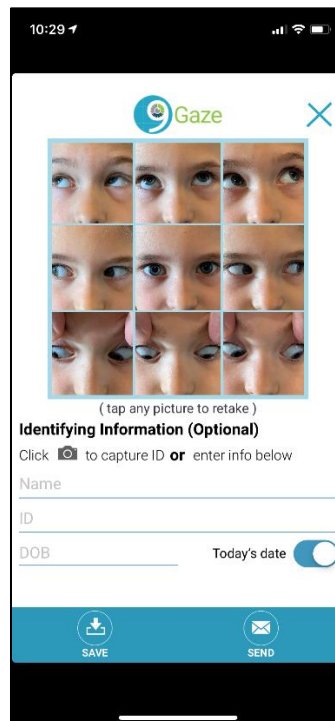 10:29
9 Gaze
( tap any picture to retake )
Identifying Information (Optional)
Click to capture ID or enter info below
Name
ID
DOB Today's date
SAVE SEND